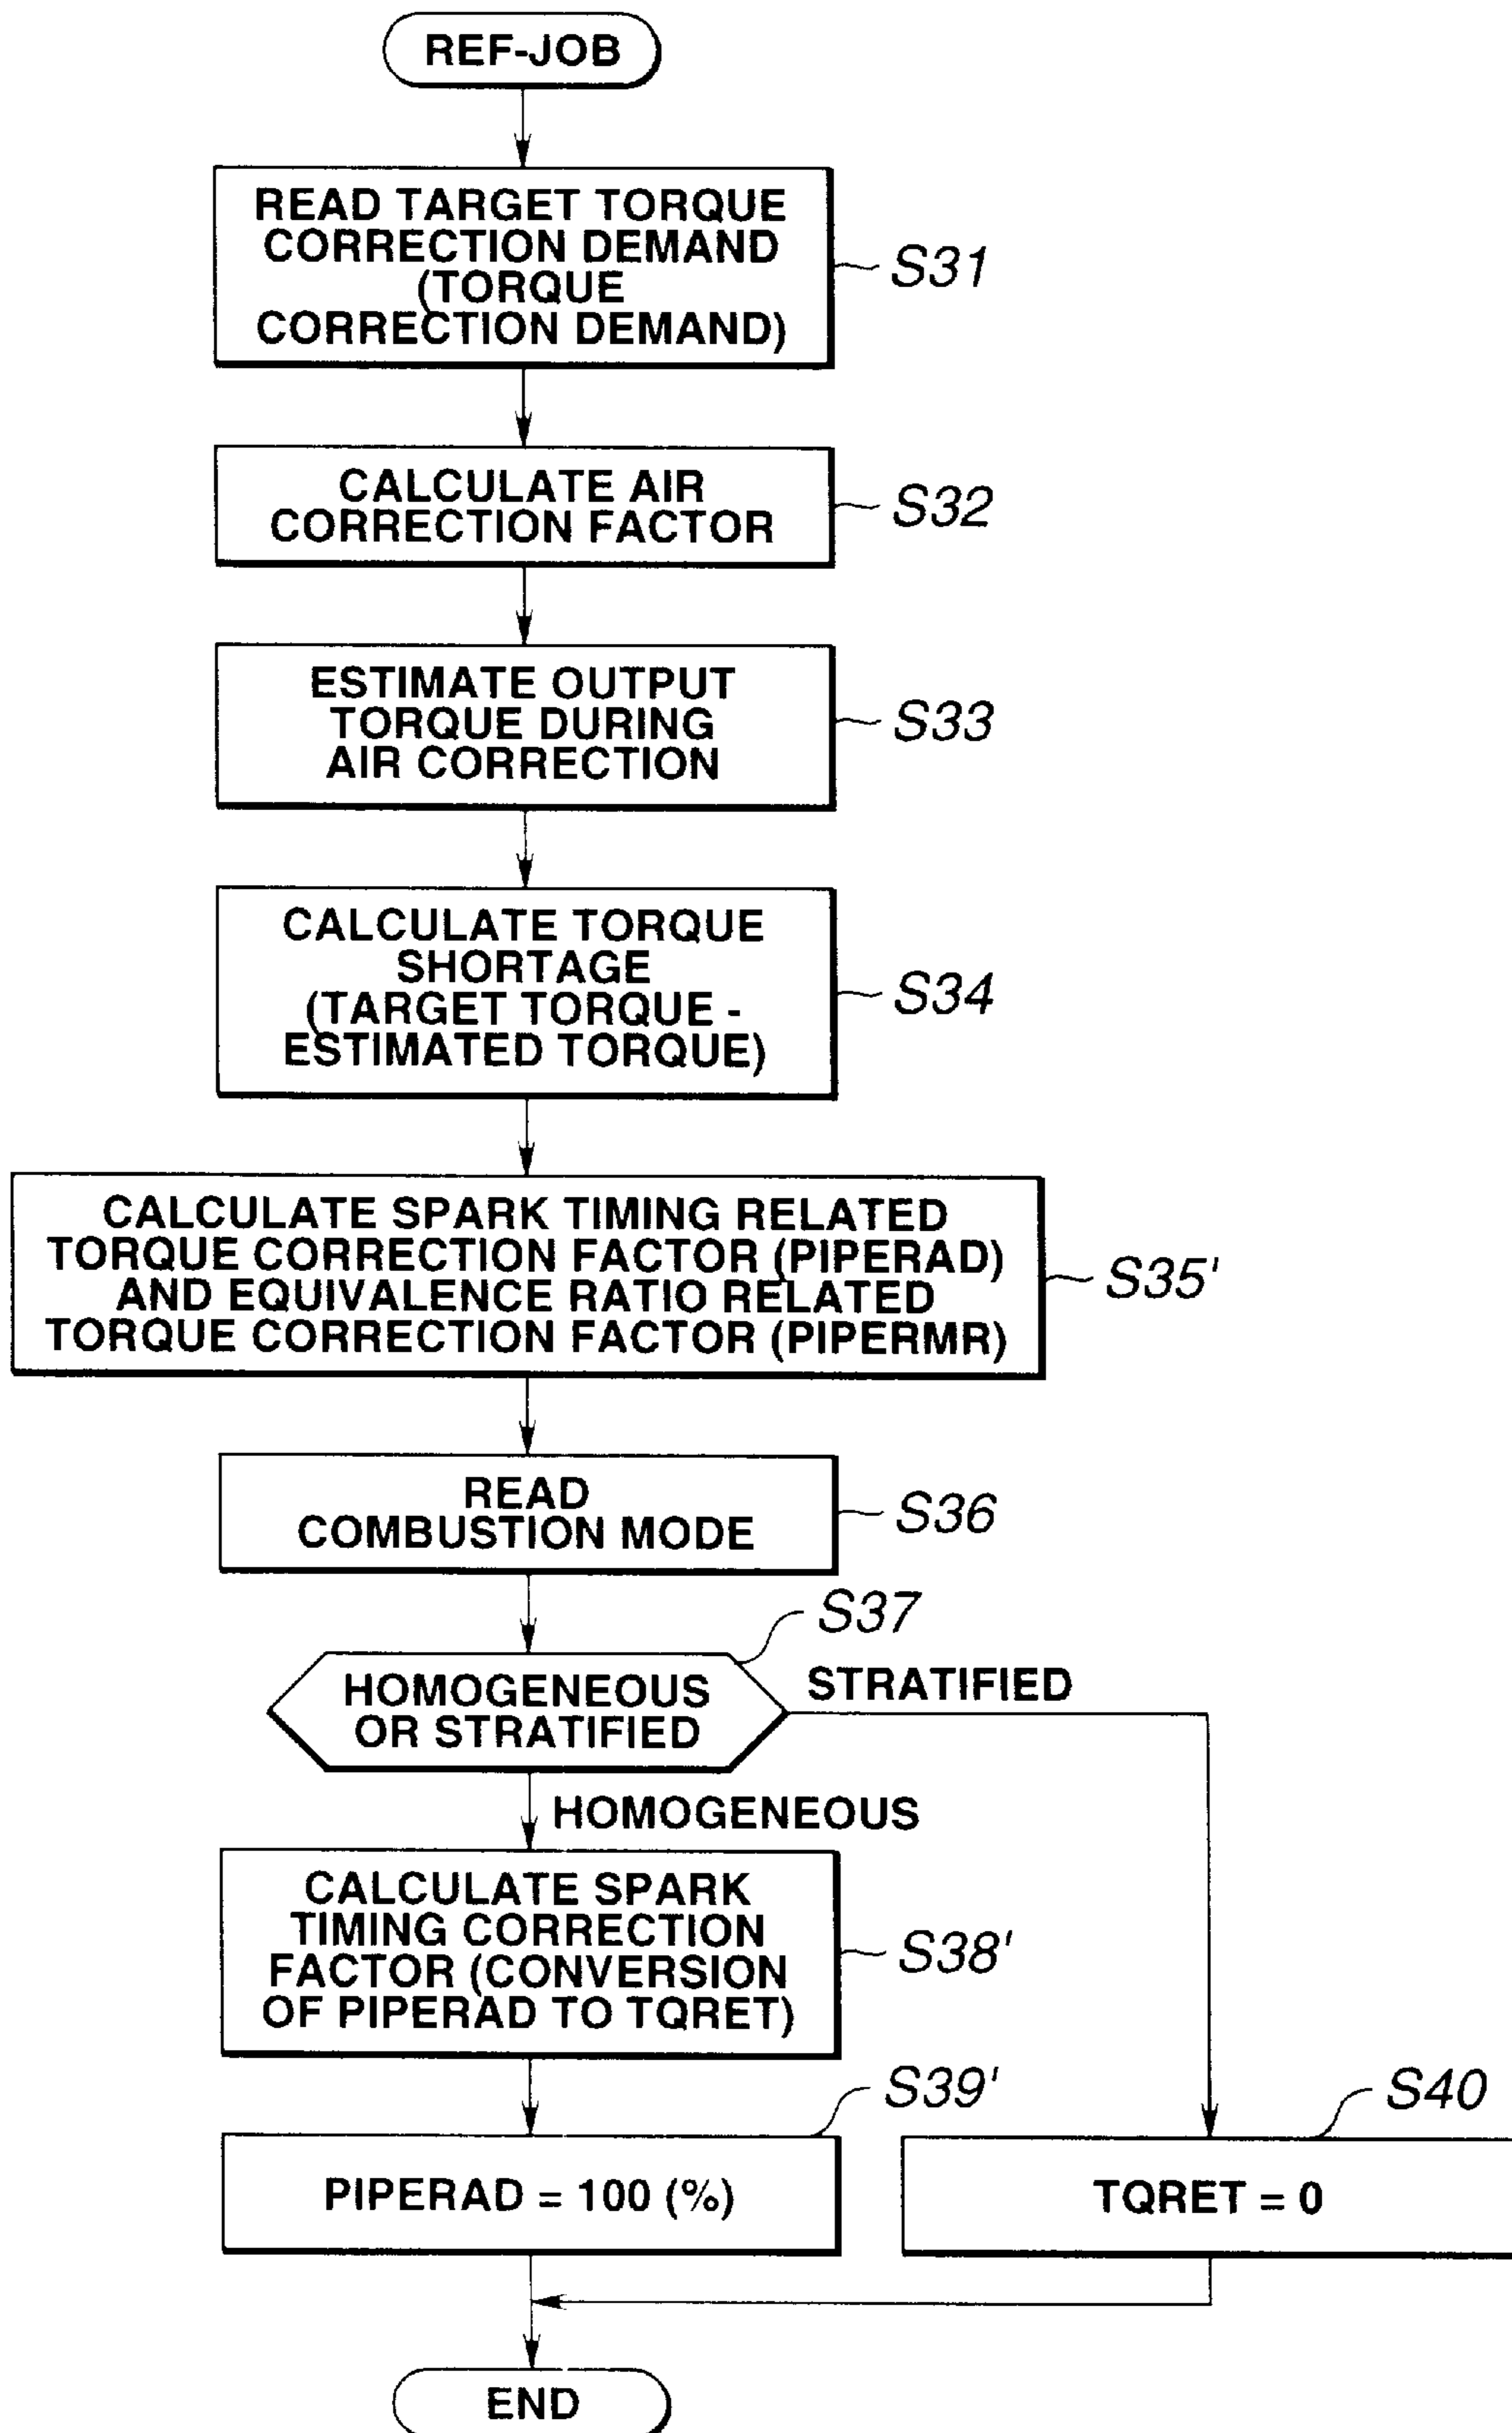 REF-JOB
READ TARGET TORQUE
CORRECTION DEMAND
(TORQUE
CORRECTION DEMAND)
S31
CALCULATE AIR
CORRECTION FACTOR
S32
ESTIMATE OUTPUT
TORQUE DURING
AIR CORRECTION
S33
CALCULATE TORQUE
SHORTAGE
(TARGET TORQUE -
ESTIMATED TORQUE)
S34
CALCULATE SPARK TIMING RELATED
TORQUE CORRECTION FACTOR (PIPERAD)
AND EQUIVALENCE RATIO RELATED
TORQUE CORRECTION FACTOR (PIPERMR)
S35'
READ
COMBUSTION MODE
S36
S37
HOMOGENEOUS
OR STRATIFIED
STRATIFIED
HOMOGENEOUS
CALCULATE SPARK
TIMING CORRECTION
FACTOR (CONVERSION
OF PIPERAD TO TQRET)
S38'
S39'
PIPERAD = 100 (%)
S40
TQRET = 0
END